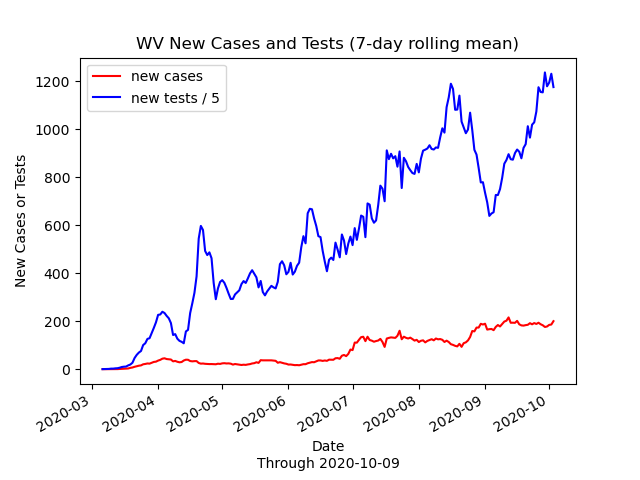 WV New Cases and Tests (7-day rolling mean)
new cases
new tests / 5
New Cases or Tests
1200
1000
800
600
400
200
0
2020-03
2020-04
2020-05
2020-06
2020-07
2020-08
2020-09
2020-10
Date
Through 2020-10-09